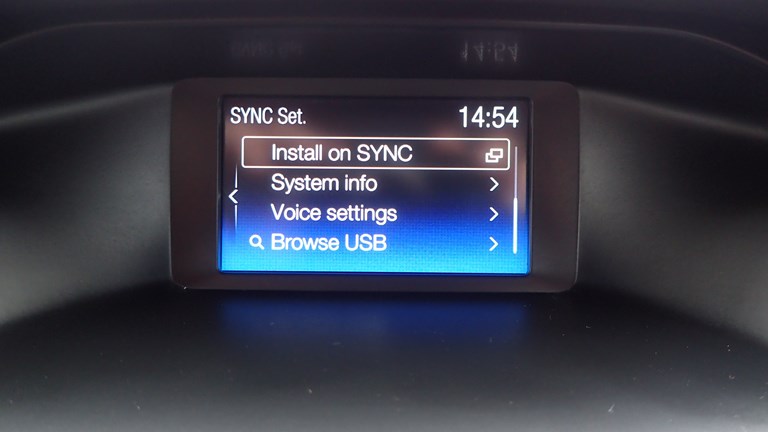 SYNC Set. 14:54
Install on SYNC
System info
Voice settings
Browse USB